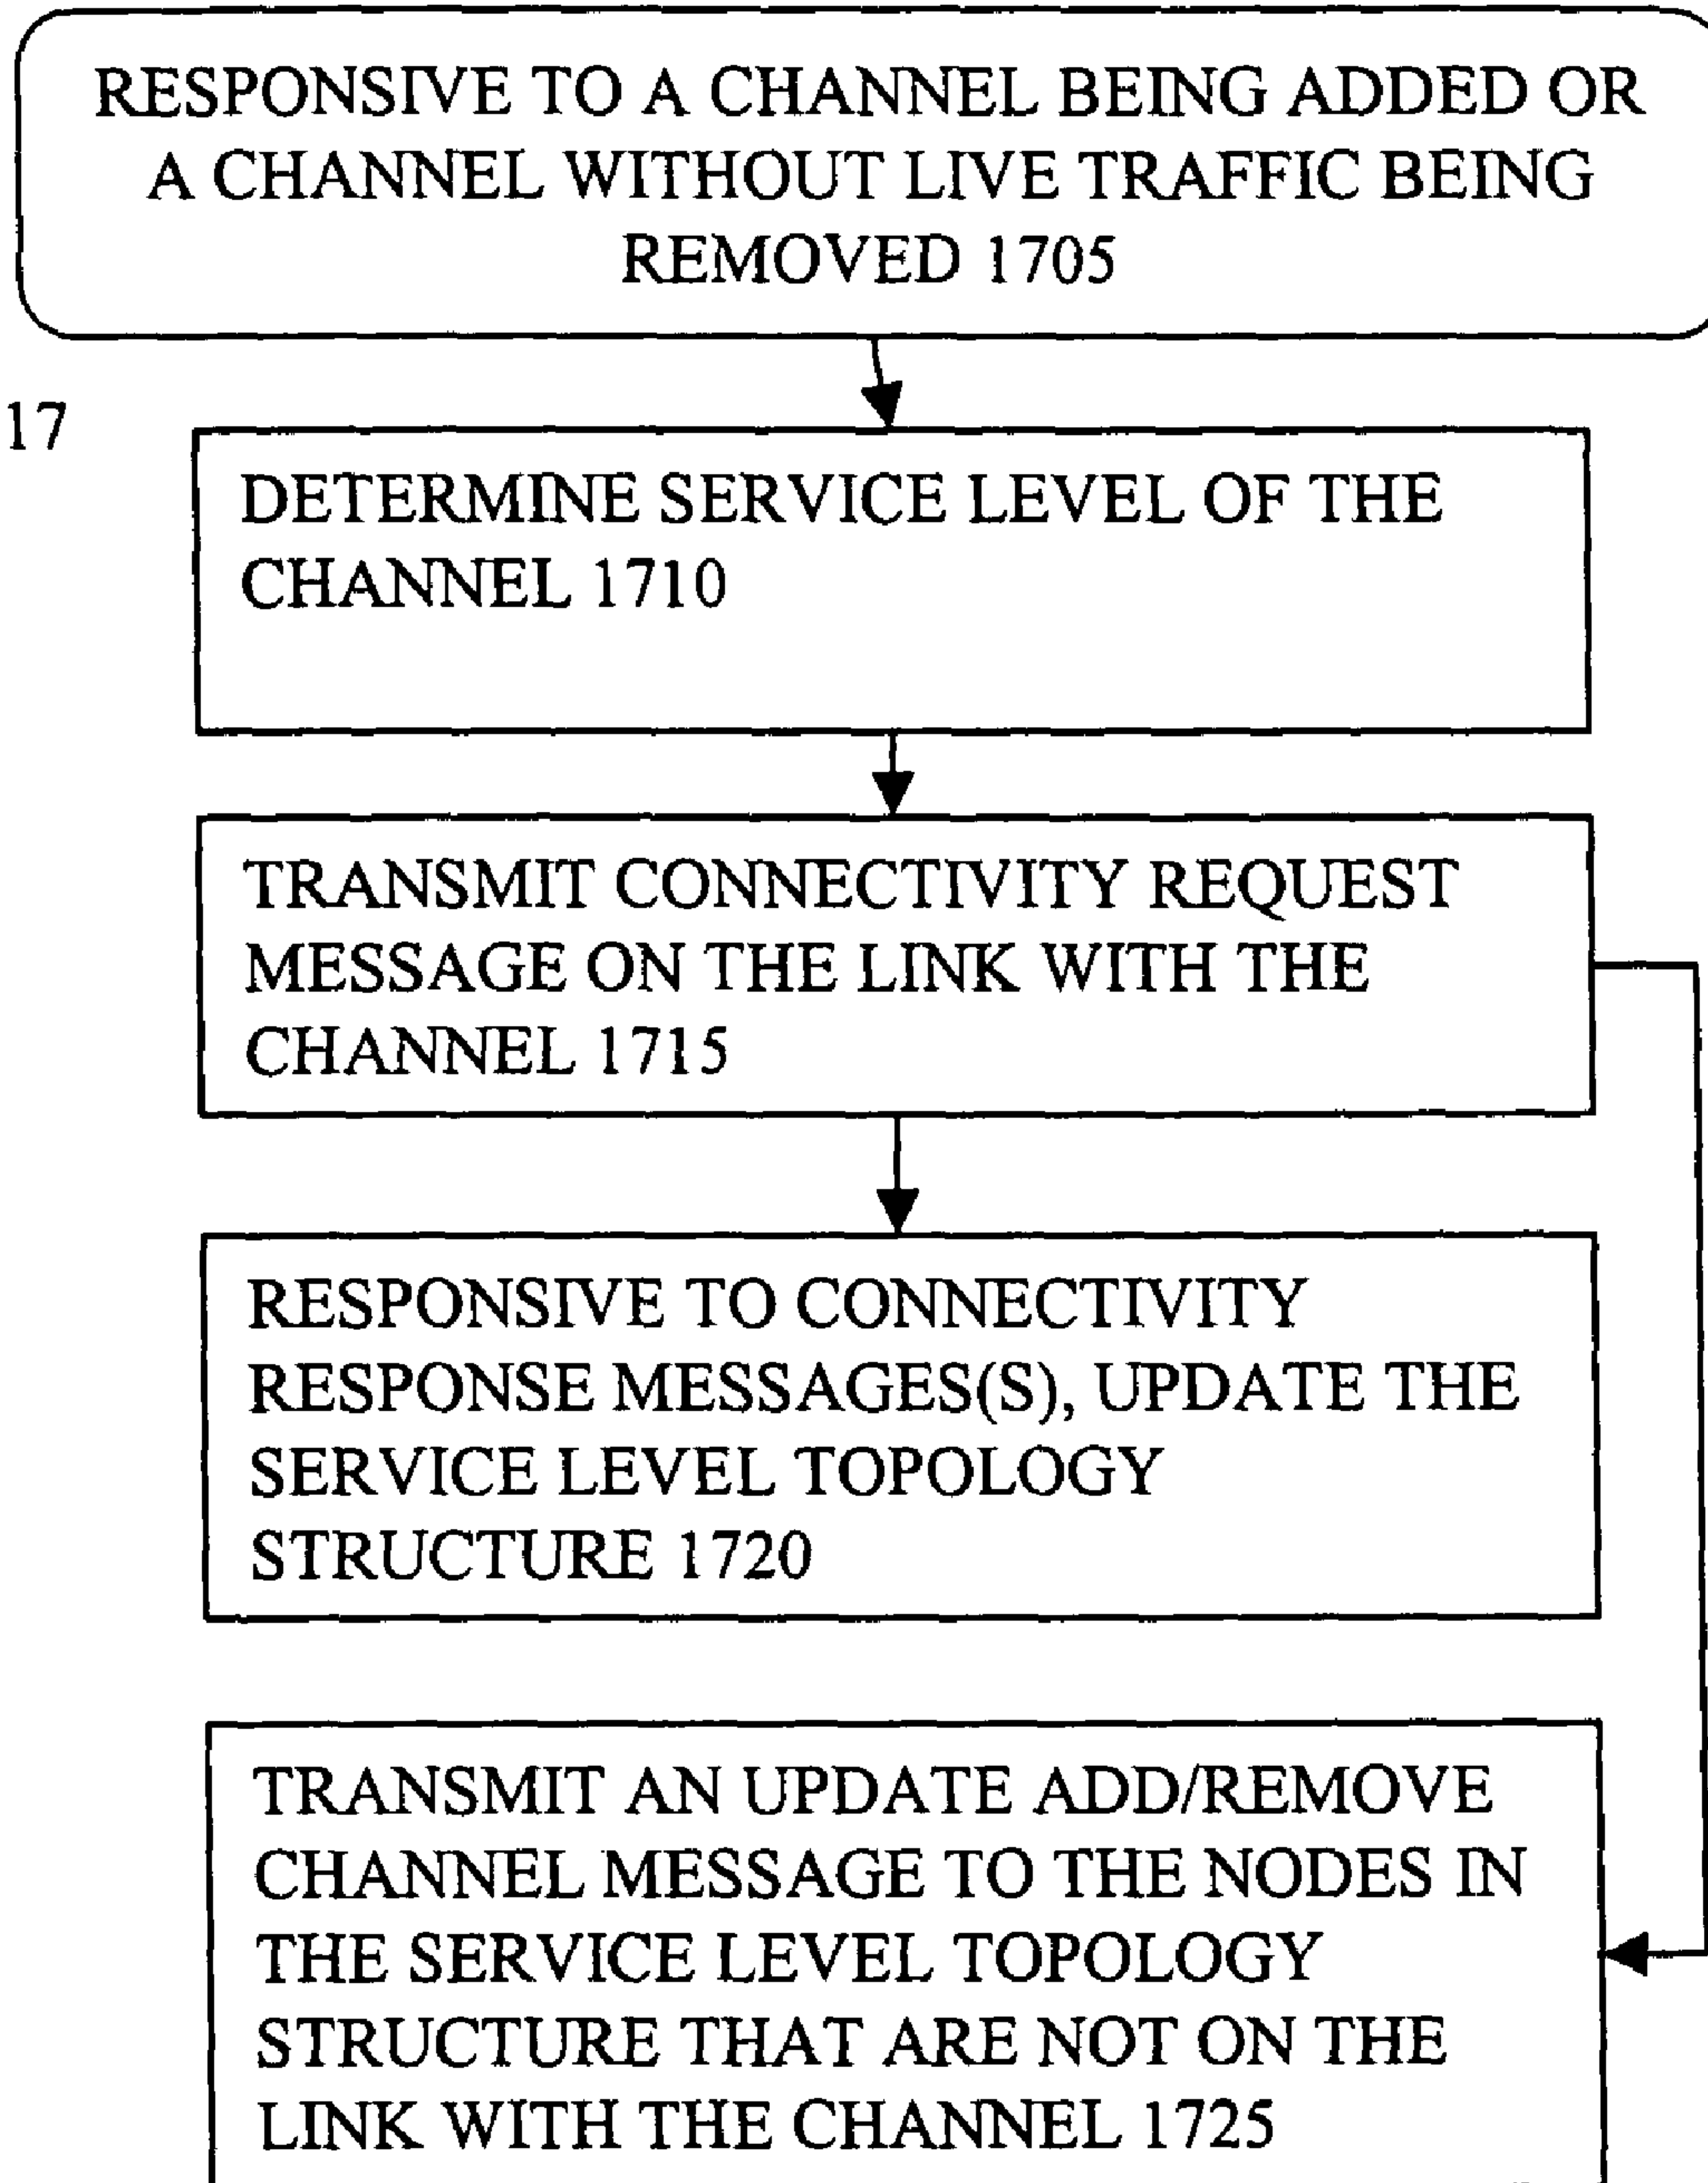 RESPONSIVE TO A CHANNEL BEING ADDED OR
A CHANNEL WITHOUT LIVE TRAFFIC BEING
REMOVED 1705
17
DETERMINE SERVICE LEVEL OF THE
CHANNEL 1710
TRANSMIT CONNECTIVITY REQUEST
MESSAGE ON THE LINK WITH THE
CHANNEL 1715
RESPONSIVE TO CONNECTIVITY
RESPONSE MESSAGES(S), UPDATE THE
SERVICE LEVEL TOPOLOGY
STRUCTURE 1720
TRANSMIT AN UPDATE ADD/REMOVE
CHANNEL MESSAGE TO THE NODES IN
THE SERVICE LEVEL TOPOLOGY
STRUCTURE THAT ARE NOT ON THE
LINK WITH THE CHANNEL 1725